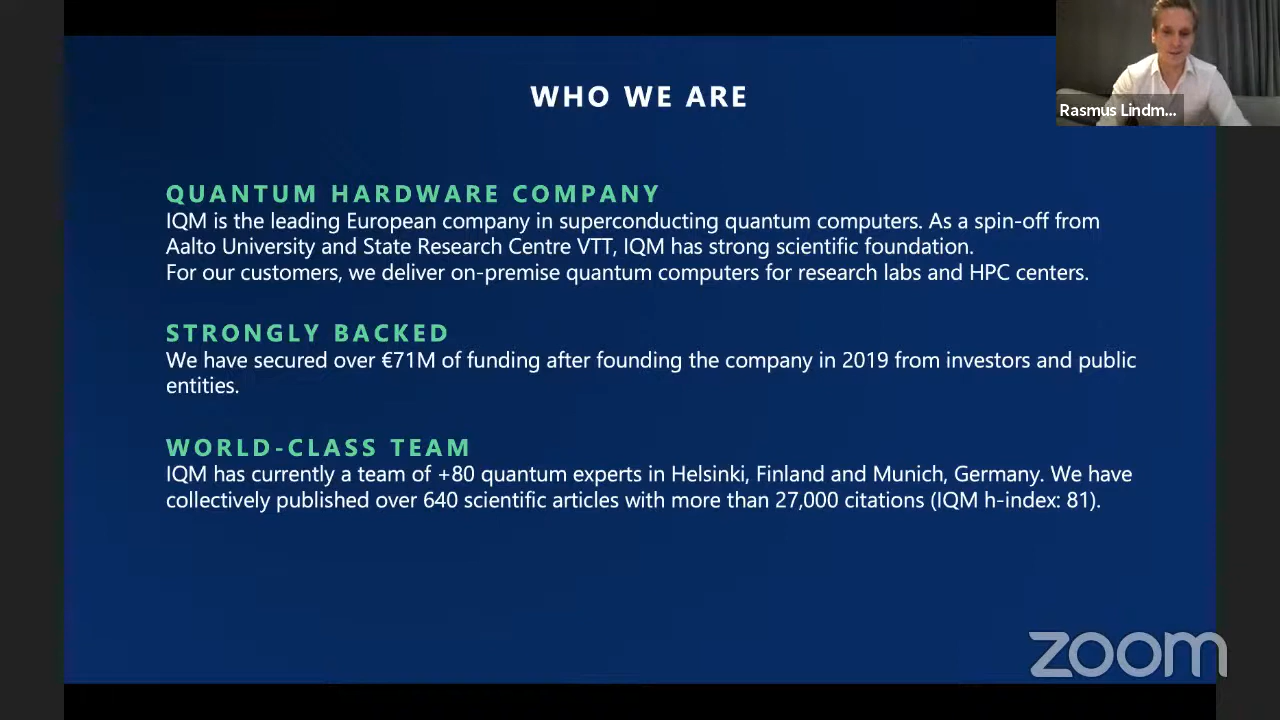 WHO WE ARE
Rasmus Lindm...
QUANTUM HARDWARE COMPANY
IQM is the leading European company in superconducting quantum computers. As a spin-off from
Aalto University and State Research Centre VTT, IQM has strong scientific foundation.
For our customers, we deliver on-premise quantum computers for research labs and HPC centers.
STRONGLY BACKED
We have secured over €71M of funding after founding the company in 2019 from investors and public
entities.
WORLD-CLASS TEAM
IQM has currently a team of +80 quantum experts in Helsinki, Finland and Munich, Germany. We have
collectively published over 640 scientific articles with more than 27,000 citations (IQM h-index: 81).
zoom